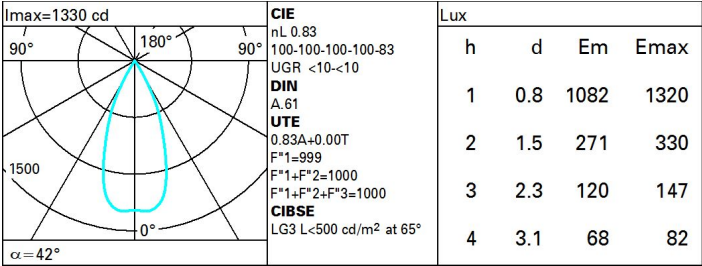 Imax=1330 cd
90°
180°
90°
1500
0°
α=42°
CIE
nL 0.83
100-100-100-100-83
UGR <10-<10
DIN
A.61
UTE
0.83A+0.00T
F"1=999
F"1+F"2=1000
F"1+F"2+F"3=1000
CIBSE
LG3 L<500 cd/m² at 65°
Lux
h d Em Emax
1 0.8 1082 1320
2 1.5 271 330
3 2.3 120 147
4 3.1 68 82